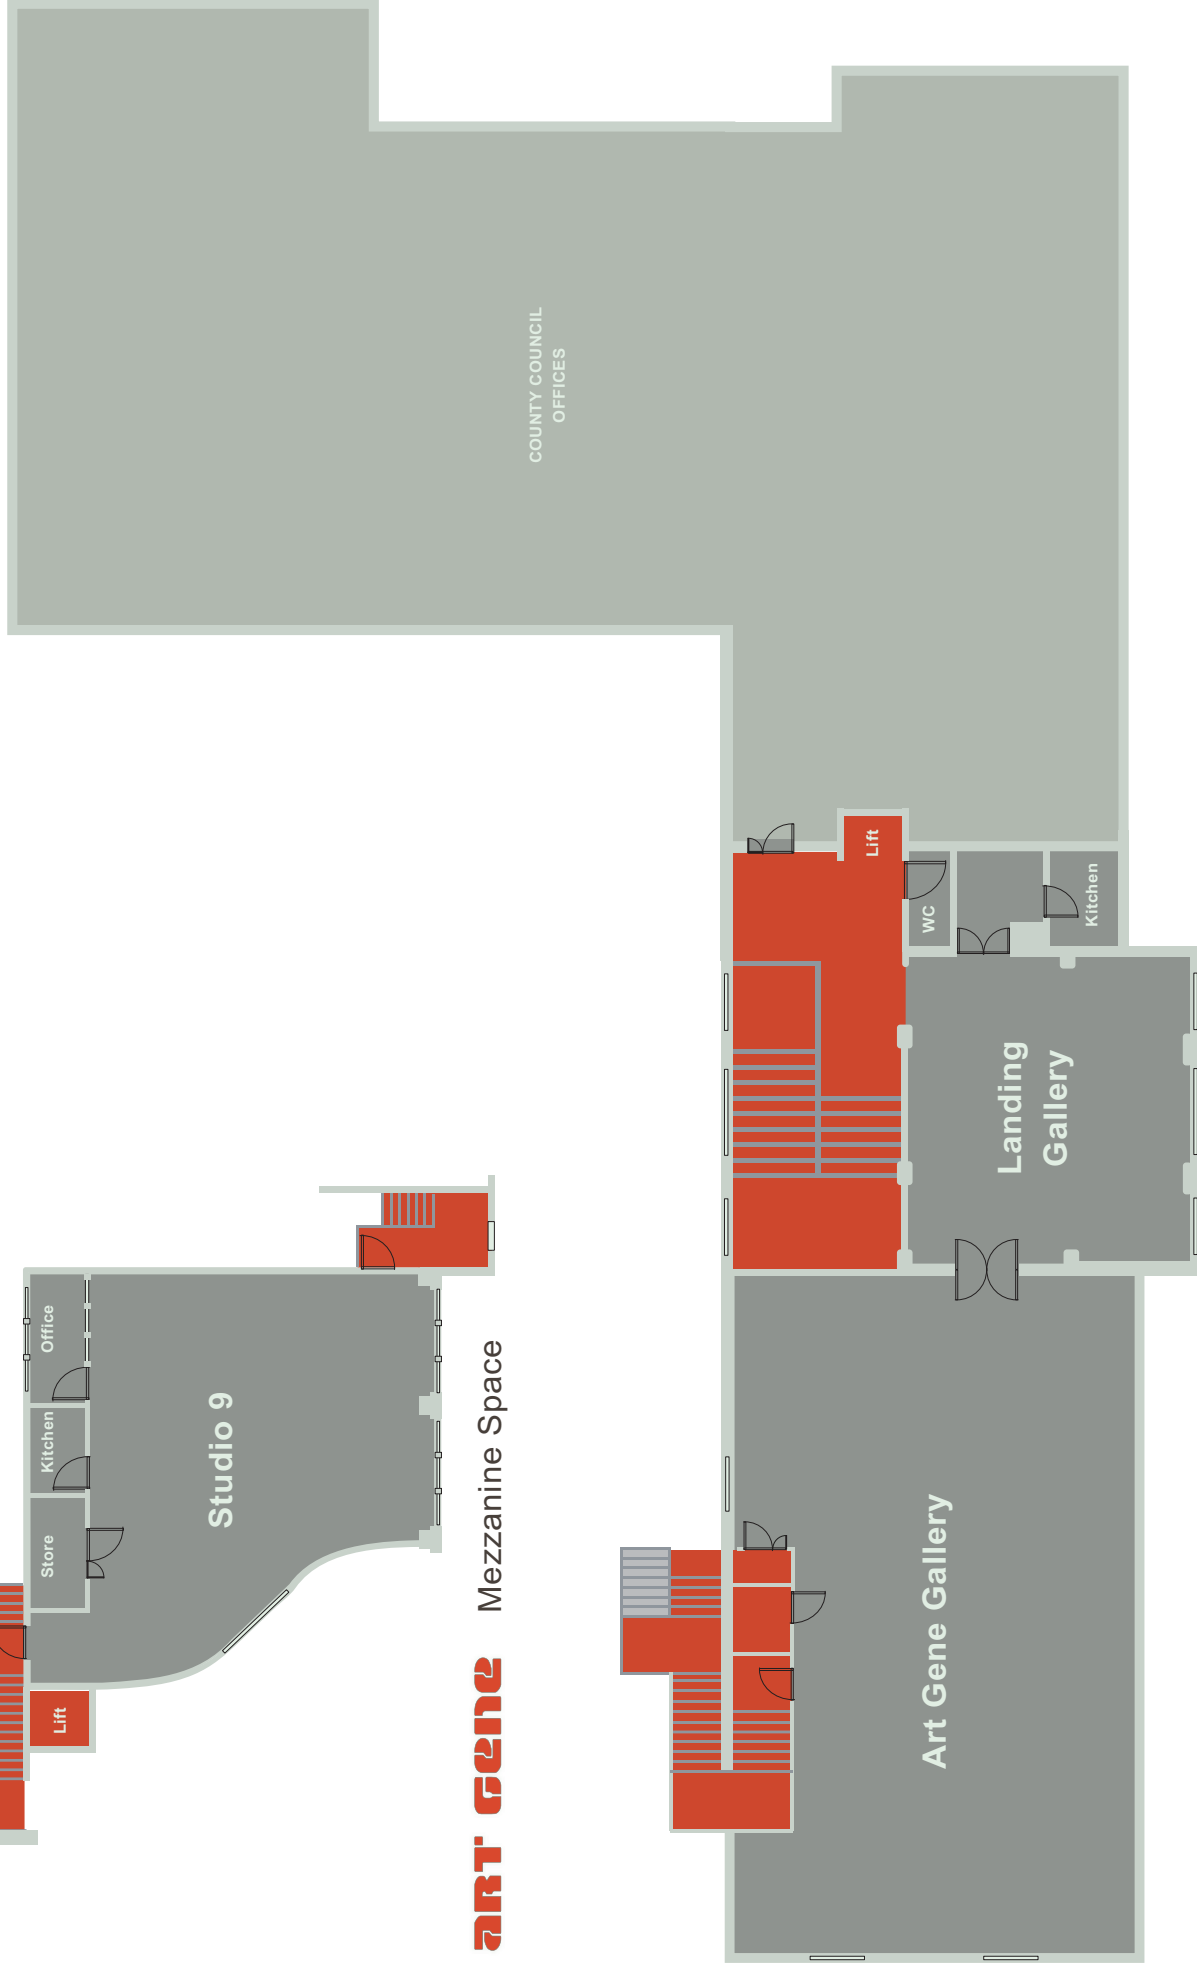 COUNTY COUNCIL
OFFICES
Lift
WC
Kitchen
Landing
Gallery
Art Gene Gallery
Office
Kitchen
Store
Studio 9
Lift
art gene
Mezzanine Space